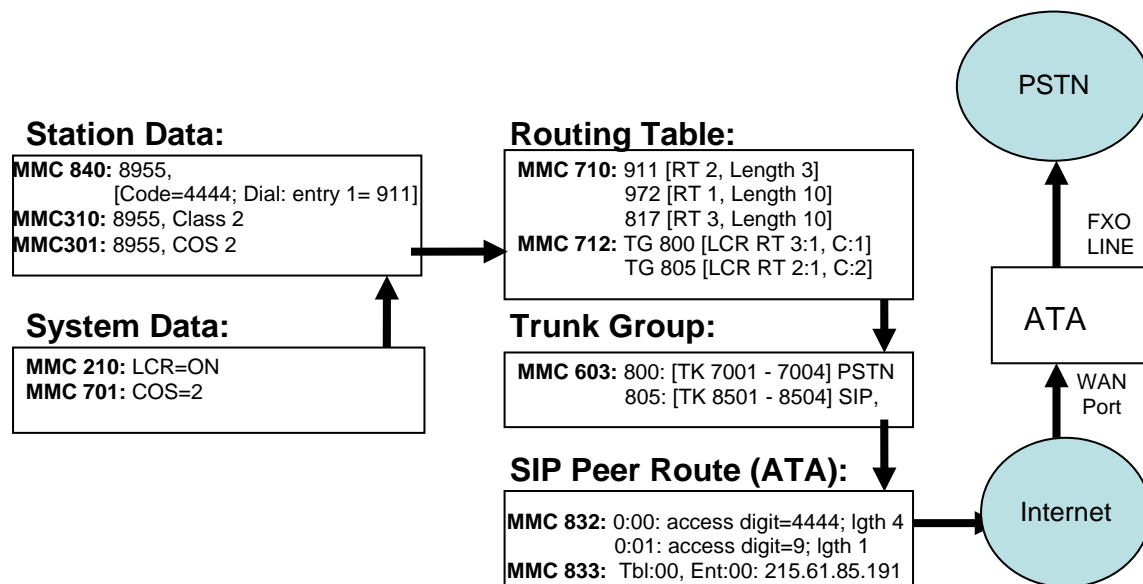 Station Data:
MMC 840: 8955,
[Code=4444; Dial: entry 1= 911]
MMC310: 8955, Class 2
MMC301: 8955, COS 2
System Data:
MMC 210: LCR=ON
MMC 701: COS=2
Routing Table:
MMC 710: 911 [RT 2, Length 3]
972 [RT 1, Length 10]
817 [RT 3, Length 10]
MMC 712: TG 800 [LCR RT 3:1, C:1]
TG 805 [LCR RT 2:1, C:2]
Trunk Group:
MMC 603: 800: [TK 7001 - 7004] PSTN
805: [TK 8501 - 8504] SIP,
SIP Peer Route (ATA):
MMC 832: 0:00: access digit=4444; lgth 4
0:01: access digit=9; lgth 1
MMC 833: Tbl:00, Ent:00: 215.61.85.191
PSTN
FXO
LINE
ATA
WAN
Port
Internet